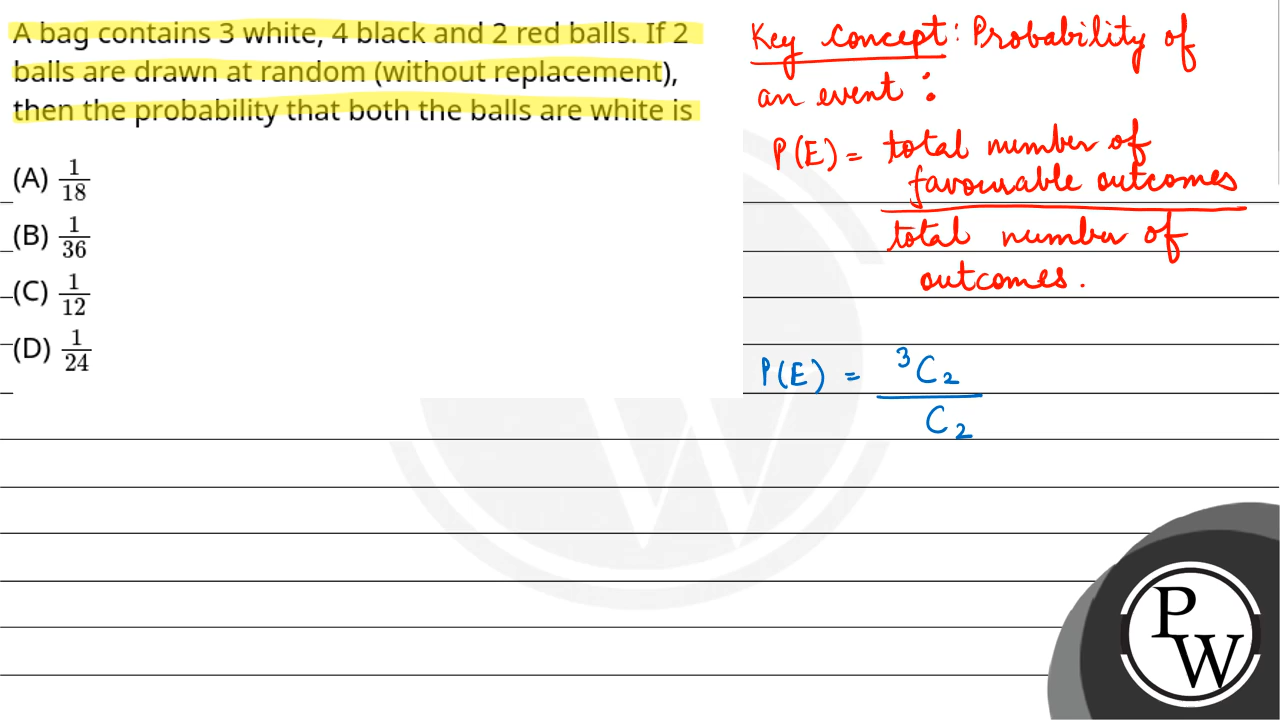 A bag contains 3 white, 4 black and 2 red balls. If 2
balls are drawn at random (without replacement),
then the probability that both the balls are white is
(A) 1/18
(B) 1/36
(C) 1/12
(D) 1/24
Key concept : Probability of
an event :
P(E) = total number of
favourable outcomes
total number of
outcomes.
P(E) = ³C₂
C₂
PW